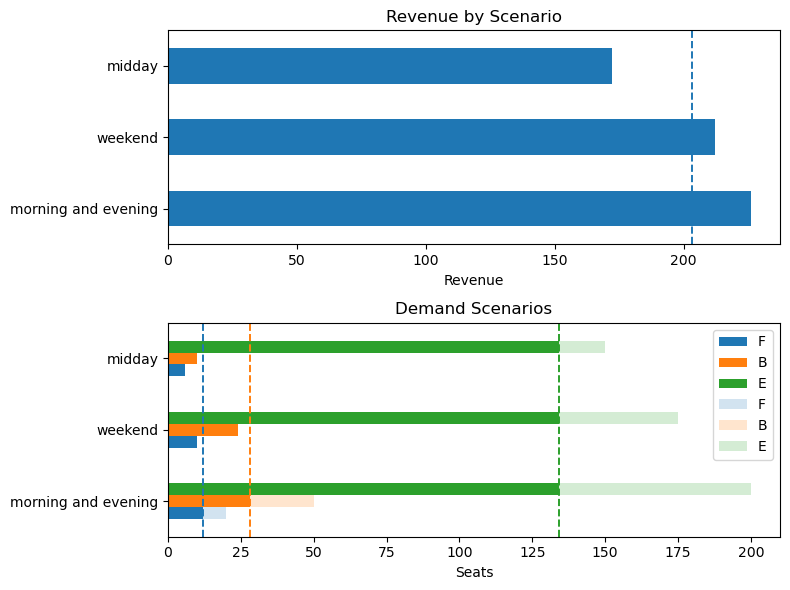 Revenue by Scenario
midday
weekend
morning and evening
0 50 100 150 200
Revenue
Demand Scenarios
midday
weekend
morning and evening
F
B
E
F
B
E
0 25 50 75 100 125 150 175 200
Seats